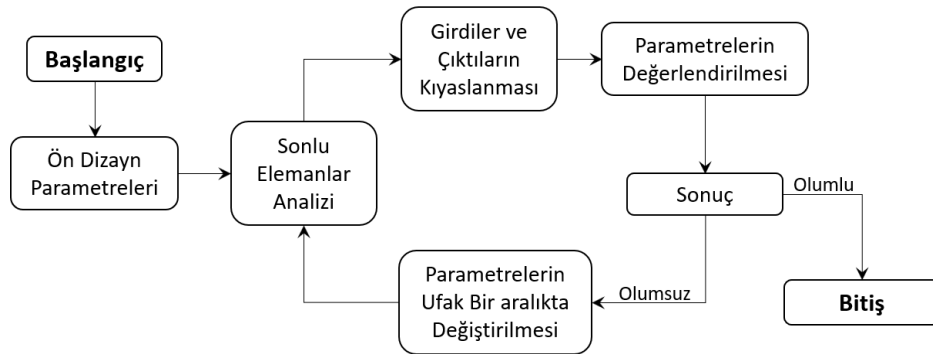 Başlangıç
Ön Dizayn
Parametreleri
Sonlu
Elemanlar
Analizi
Girdiler ve
Çıktıların
Kıyaslanması
Parametrelerin
Değerlendirilmesi
Sonuç
Olumlu
Bitiş
Olumsuz
Parametrelerin
Ufak Bir aralıkta
Değiştirilmesi